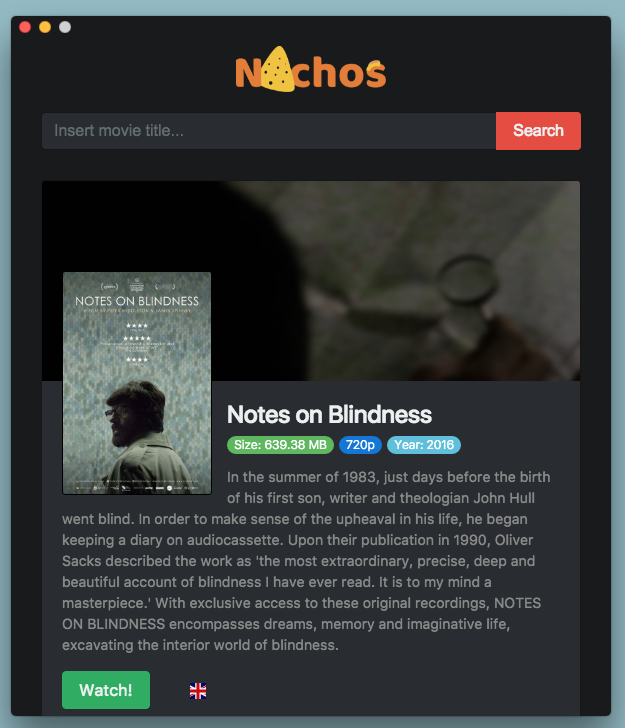 Nachos
Insert movie title...
Search
NOTES ON BLINDNESS
Notes on Blindness
Size: 639.38 MB
720p
Year: 2016
In the summer of 1983, just days before the birth
of his first son, writer and theologian John Hull
went blind. In order to make sense of the upheaval in his life, he began
keeping a diary on audiocassette. Upon their publication in 1990, Oliver
Sacks described the work as 'the most extraordinary, precise, deep and
beautiful account of blindness I have ever read. It is to my mind a
masterpiece.' With exclusive access to these original recordings, NOTES
ON BLINDNESS encompasses dreams, memory and imaginative life,
excavating the interior world of blindness.
Watch!